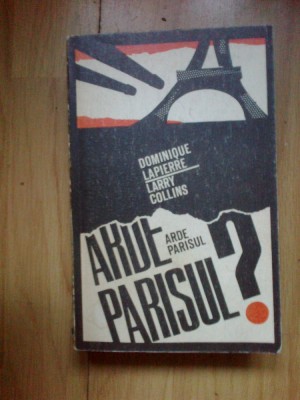 DOMINIQUE
LAPIERRE
LARRY
COLLINS
ARDE
ARDE
PARISUL
PARISUL?